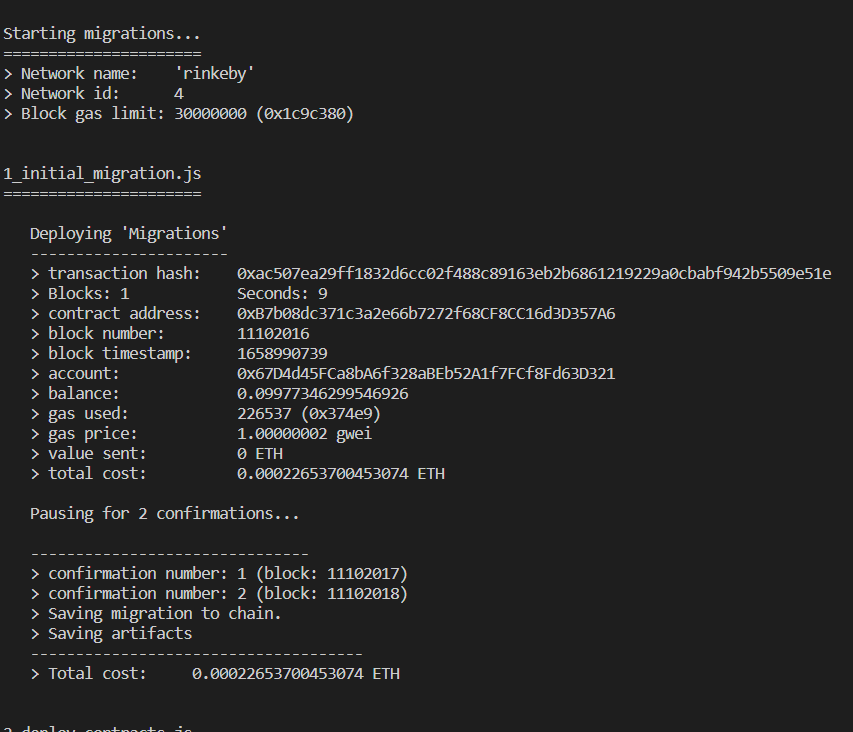 Starting migrations...
======================
> Network name:    'rinkeby'
> Network id:      4
> Block gas limit: 30000000 (0x1c9c380)
1_initial_migration.js
======================
Deploying 'Migrations'
----------------------
> transaction hash:    0xac507ea29ff1832d6cc02f488c89163eb2b6861219229a0cbabf942b5509e51e
> Blocks: 1            Seconds: 9
> contract address:    0xB7b08dc371c3a2e66b7272f68CF8CC16d3D357A6
> block number:        11102016
> block timestamp:     1658990739
> account:             0x67D4d45FCa8bA6f328aBEb52A1f7FCf8Fd63D321
> balance:             0.09977346299546926
> gas used:            226537 (0x374e9)
> gas price:           1.00000002 gwei
> value sent:          0 ETH
> total cost:          0.00022653700453074 ETH
Pausing for 2 confirmations...
-------------------------------
> confirmation number: 1 (block: 11102017)
> confirmation number: 2 (block: 11102018)
> Saving migration to chain.
> Saving artifacts
-------------------------------------
> Total cost:     0.00022653700453074 ETH
2_deploy_contracts.js